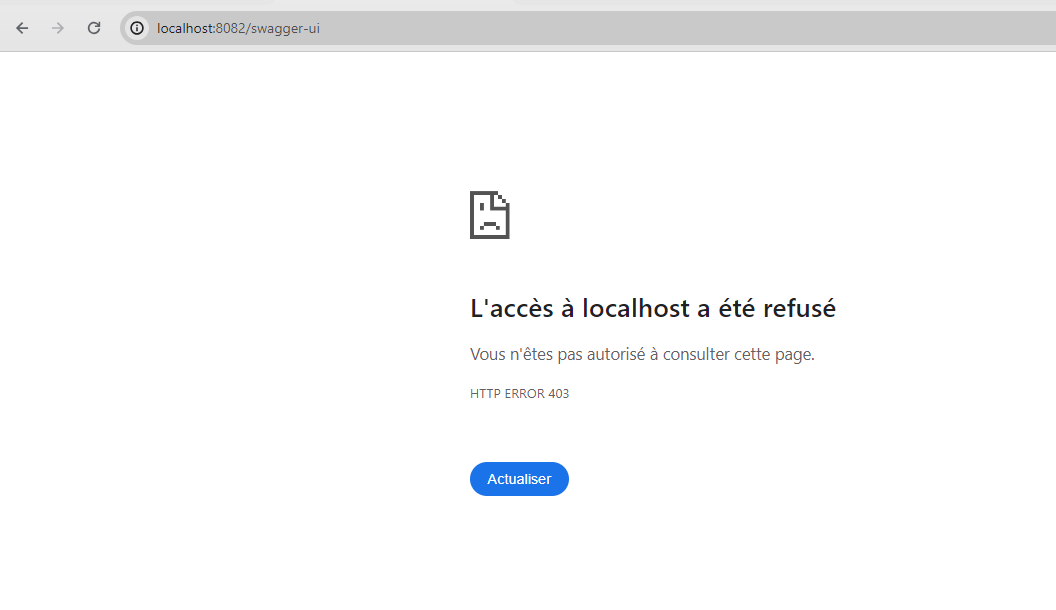 localhost:8082/swagger-ui
L'accès à localhost a été refusé
Vous n'êtes pas autorisé à consulter cette page.
HTTP ERROR 403
Actualiser